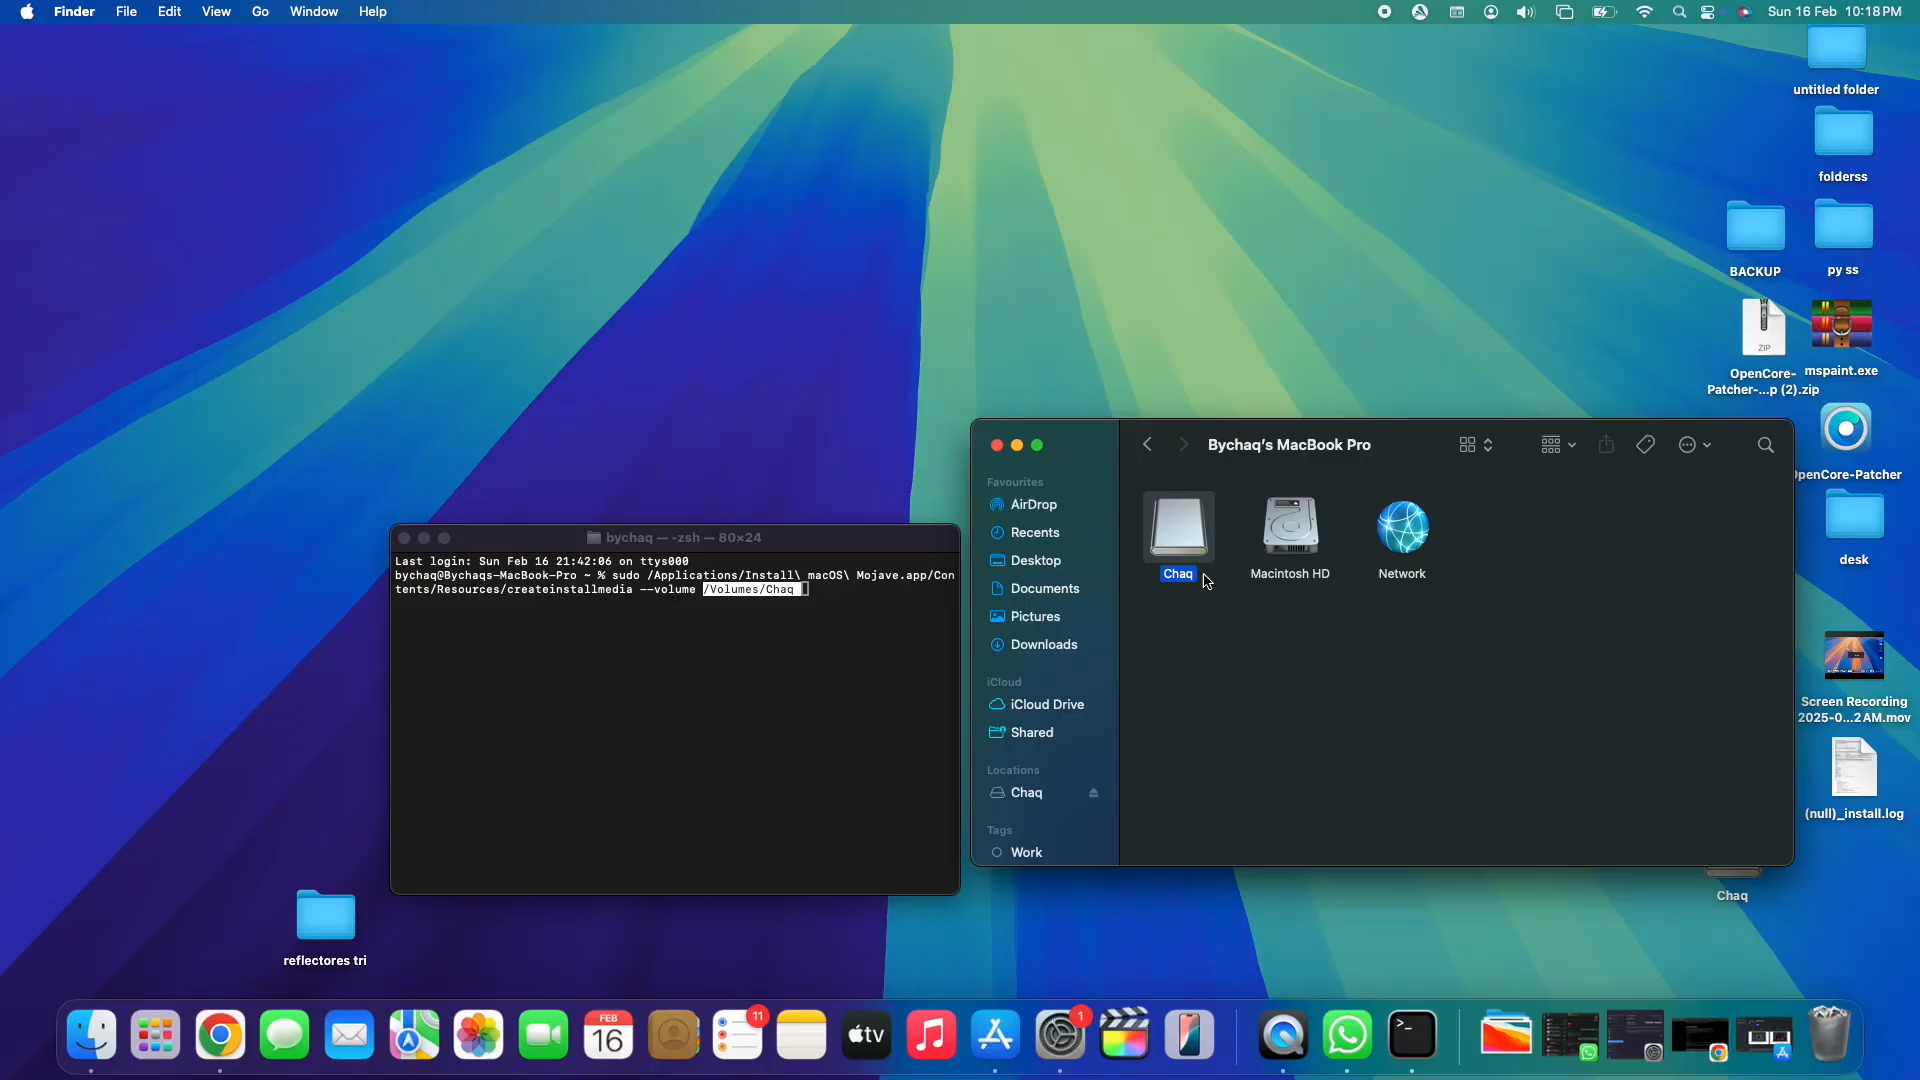 Finder File Edit View Go Window Help
Sun 16 Feb 10:18 PM
untitled folder
folderss
BACKUP
py ss
ZIP
OpenCore-
Patcher-...p (2).zip
mspaint.exe
penCore-Patcher
desk
Screen Recording
2025-0...2 AM.mov
(null)_install.log
Chaq
reflectores tri
bychaq — -zsh — 80×24
Last login: Sun Feb 16 21:42:06 on ttys000
bychaq@Bychaqs-MacBook-Pro ~ % sudo /Applications/Install\ macOS\ Mojave.app/Con
tents/Resources/createinstallmedia --volume /Volumes/Chaq
Bychaq's MacBook Pro
Favourites
AirDrop
Recents
Desktop
Documents
Pictures
Downloads
iCloud
iCloud Drive
Shared
Locations
Chaq
Tags
Work
Chaq
Macintosh HD
Network
FEB
16
11
tv
1